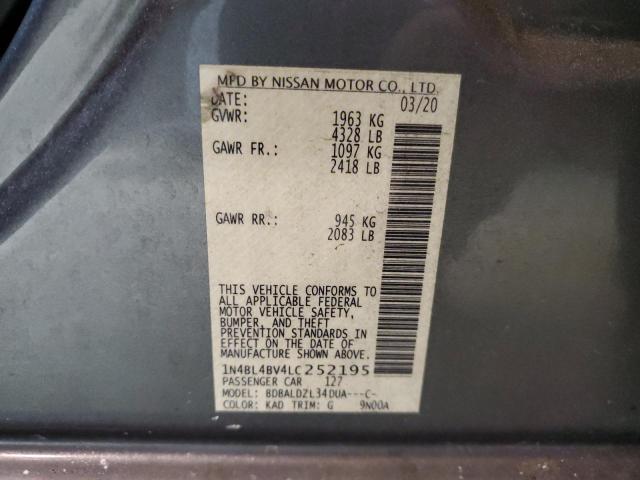 MFD BY NISSAN MOTOR CO., LTD.
DATE: 03/20
GVWR: 1963 KG
4328 LB
GAWR FR.: 1097 KG
2418 LB
GAWR RR.: 945 KG
2083 LB
THIS VEHICLE CONFORMS TO
ALL APPLICABLE FEDERAL
MOTOR VEHICLE SAFETY,
BUMPER, AND THEFT
PREVENTION STANDARDS IN
EFFECT ON THE DATE OF
MANUFACTURE SHOWN ABOVE.
1N4BL4BV4LC252195
PASSENGER CAR 127
MODEL: BDBALDZL34DUA---C-
COLOR: KAD TRIM: G 9N00A